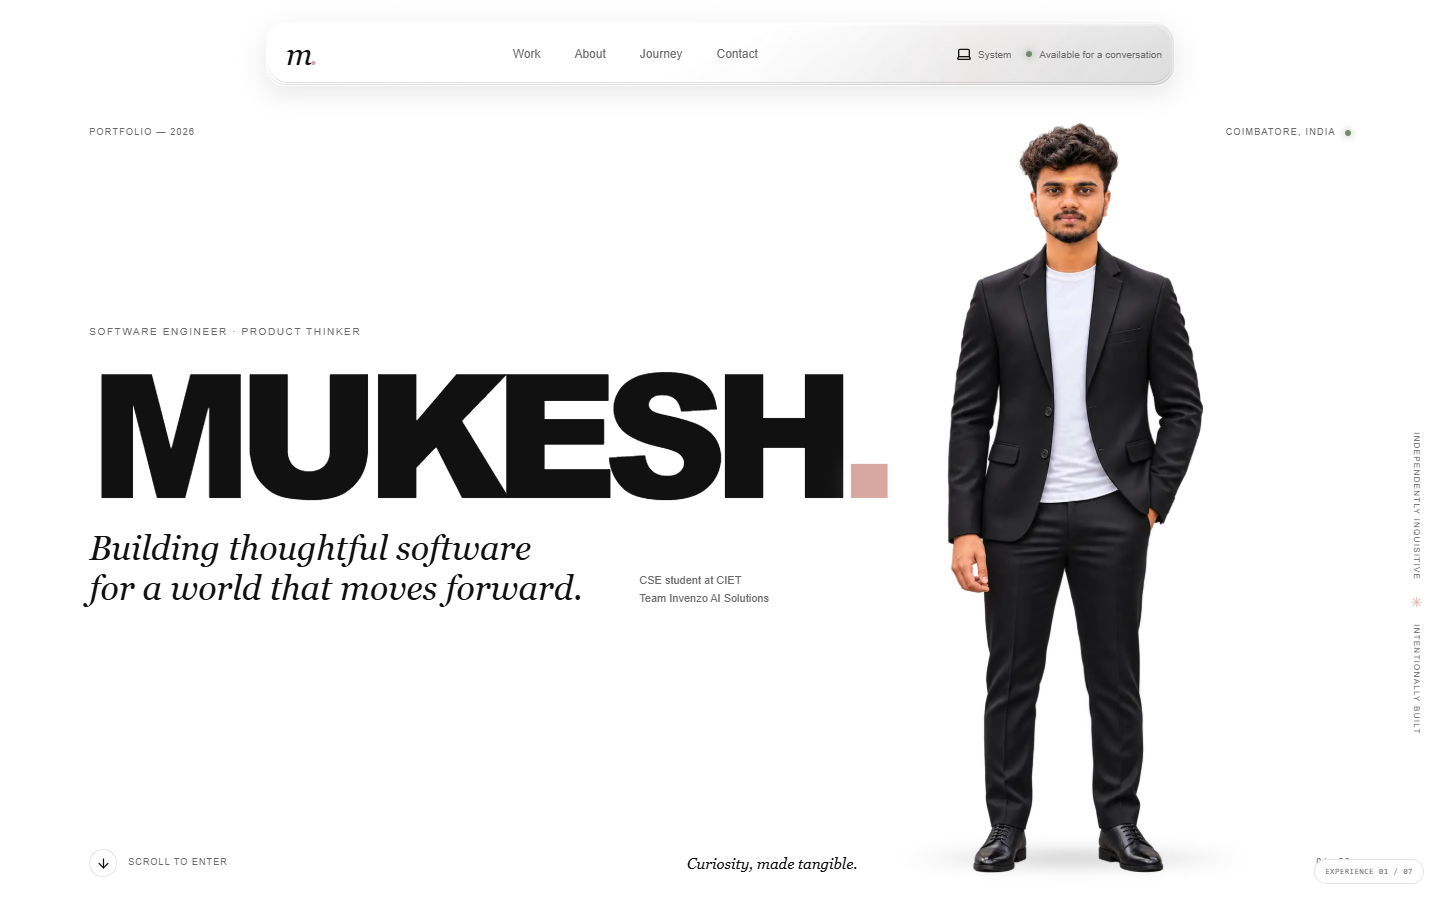 m.
Work
About
Journey
Contact
System
Available for a conversation
PORTFOLIO — 2026
COIMBATORE, INDIA
SOFTWARE ENGINEER · PRODUCT THINKER
MUKESH.
Building thoughtful software
for a world that moves forward.
CSE student at CIET
Team Invenzo AI Solutions
INDEPENDENTLY INQUISITIVE
INTENTIONALLY BUILT
SCROLL TO ENTER
Curiosity, made tangible.
EXPERIENCE 01 / 07